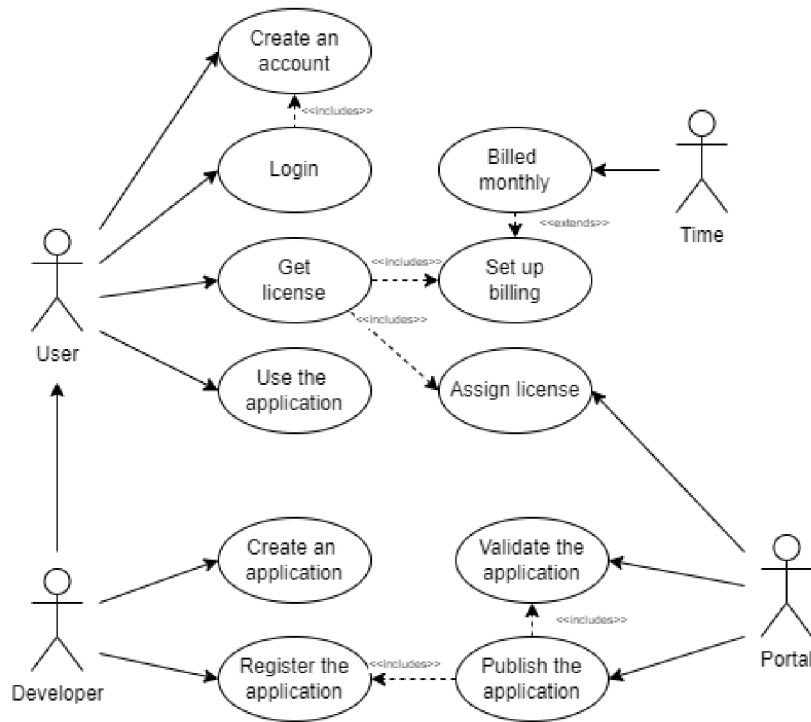 Create an
account
<<includes>>
Login
Billed
monthly
<<extends>>
Time
User
Get
license
<<includes>>
Set up
billing
<<includes>>
Use the
application
Assign license
Create an
application
Validate the
application
<<includes>>
Developer
Register the
application
<<includes>>
Publish the
application
Portal